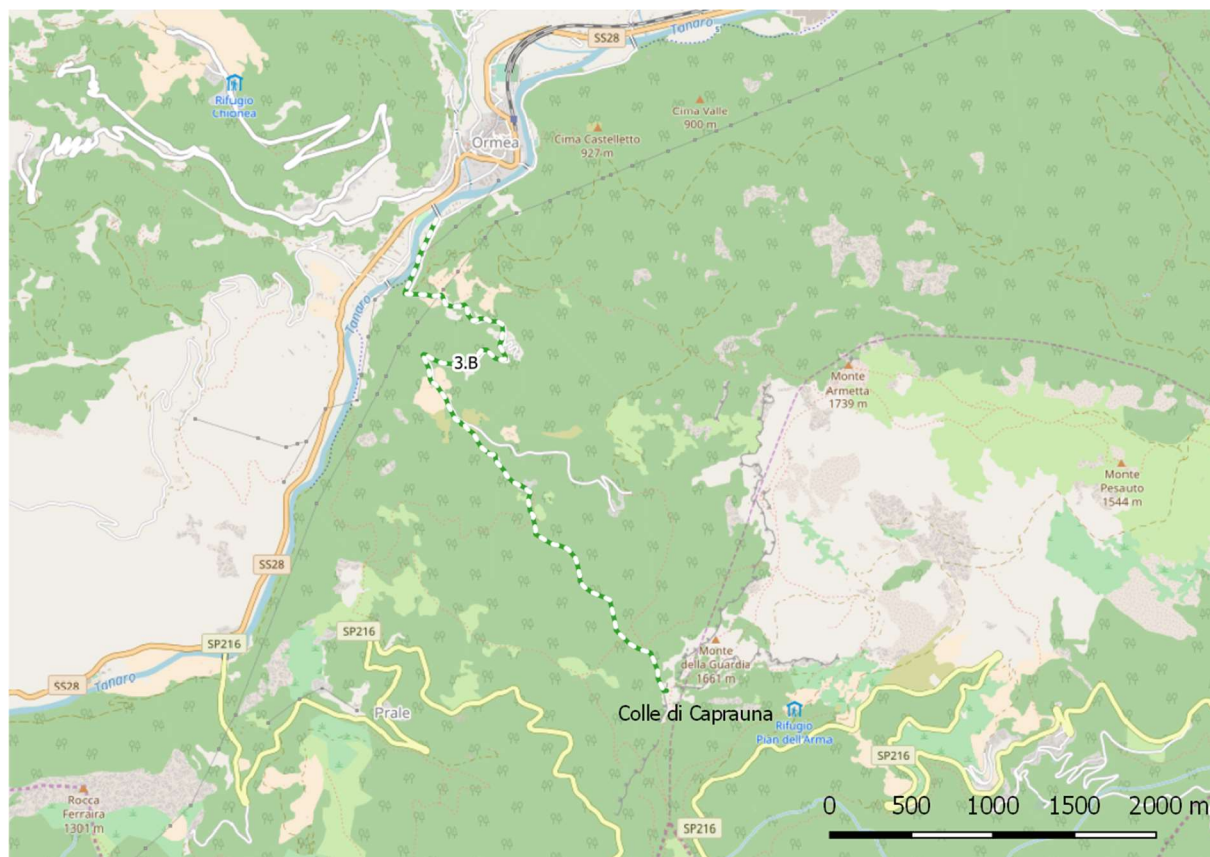 SS28
Tanaro
Rifugio
Chionea
Cima Valle
900 m
Cima Castelletto
927 m
Ormea
Tanaro
3.B
Monte
Armetta
1739 m
Monte
Pesauto
1544 m
SS28
SP216
SP216
Monte
della Guardia
1661 m
SS28
Tanaro
Prale
Colle di Caprauna
Rifugio
Pian dell'Arma
SP216
Rocca
Ferraira
1301 m
SP216
0 500 1000 1500 2000 m